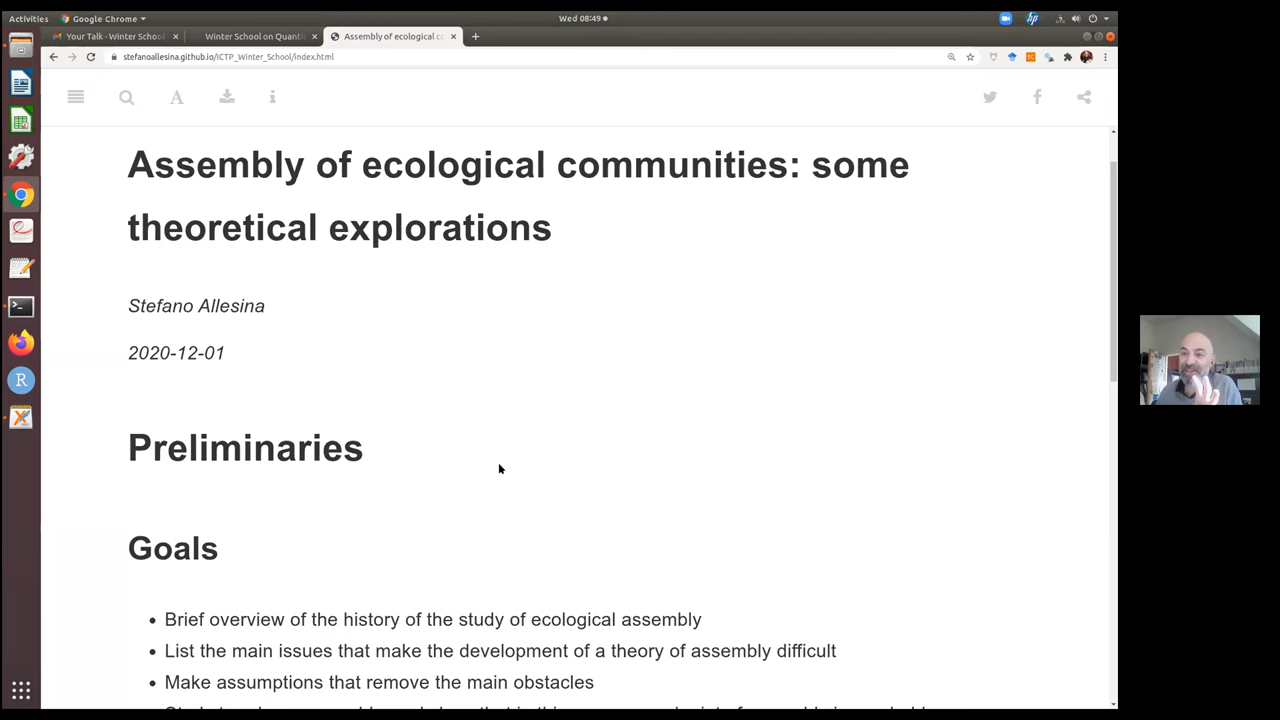 Activities
Google Chrome
Wed 08:49
Your Talk - Winter School
Winter School on Quanti
Assembly of ecological c
stefanoallesina.github.io/ICTP_Winter_School/index.html
Assembly of ecological communities: some
theoretical explorations
Stefano Allesina
2020-12-01
Preliminaries
Goals
Brief overview of the history of the study of ecological assembly
List the main issues that make the development of a theory of assembly difficult
Make assumptions that remove the main obstacles